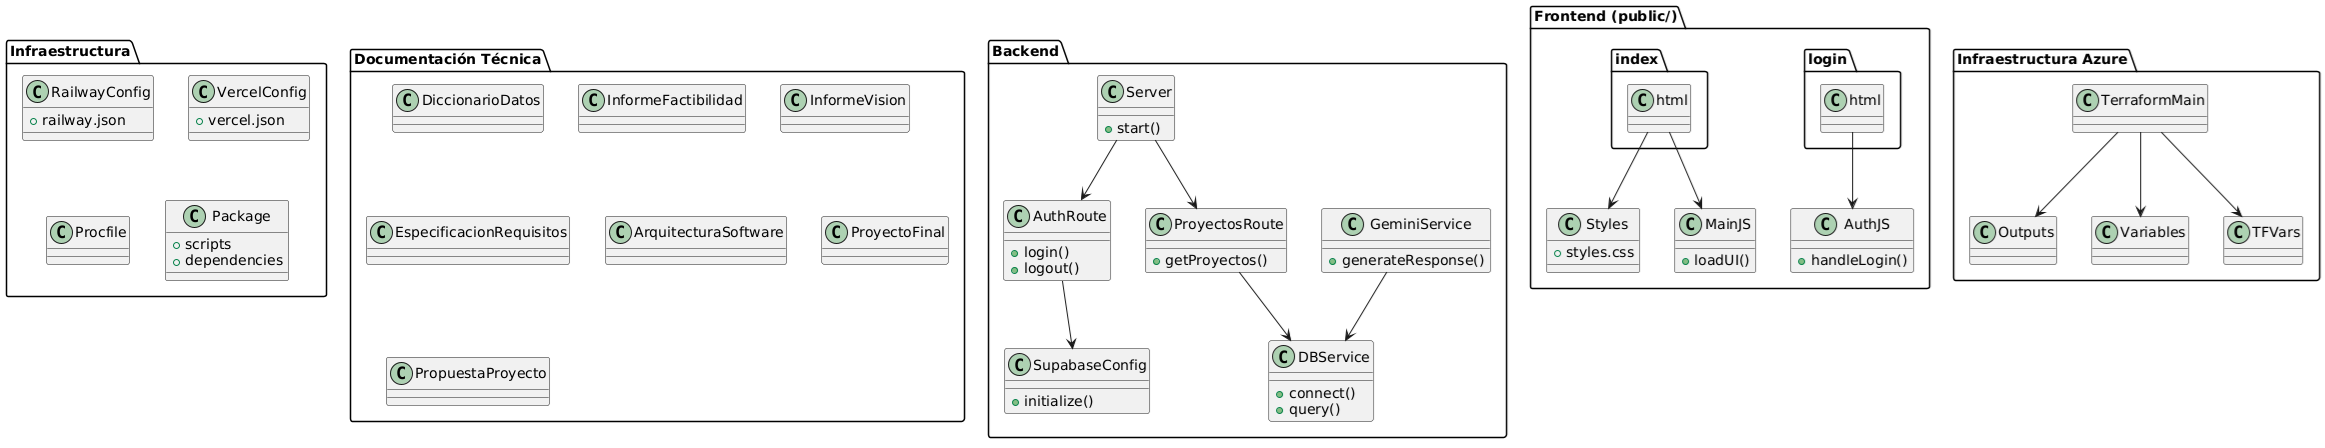 Infraestructura
C RailwayConfig
railway.json
C VercelConfig
vercel.json
C Procfile
C Package
scripts
dependencies
Documentación Técnica
C DiccionarioDatos
C InformeFactibilidad
C InformeVision
C EspecificacionRequisitos
C ArquitecturaSoftware
C ProyectoFinal
C PropuestaProyecto
Backend
C Server
start()
C AuthRoute
login()
logout()
C ProyectosRoute
getProyectos()
C GeminiService
generateResponse()
C SupabaseConfig
initialize()
C DBService
connect()
query()
Frontend (public/)
index
C html
login
C html
C Styles
styles.css
C MainJS
loadUI()
C AuthJS
handleLogin()
Infraestructura Azure
C TerraformMain
C Outputs
C Variables
C TFVars